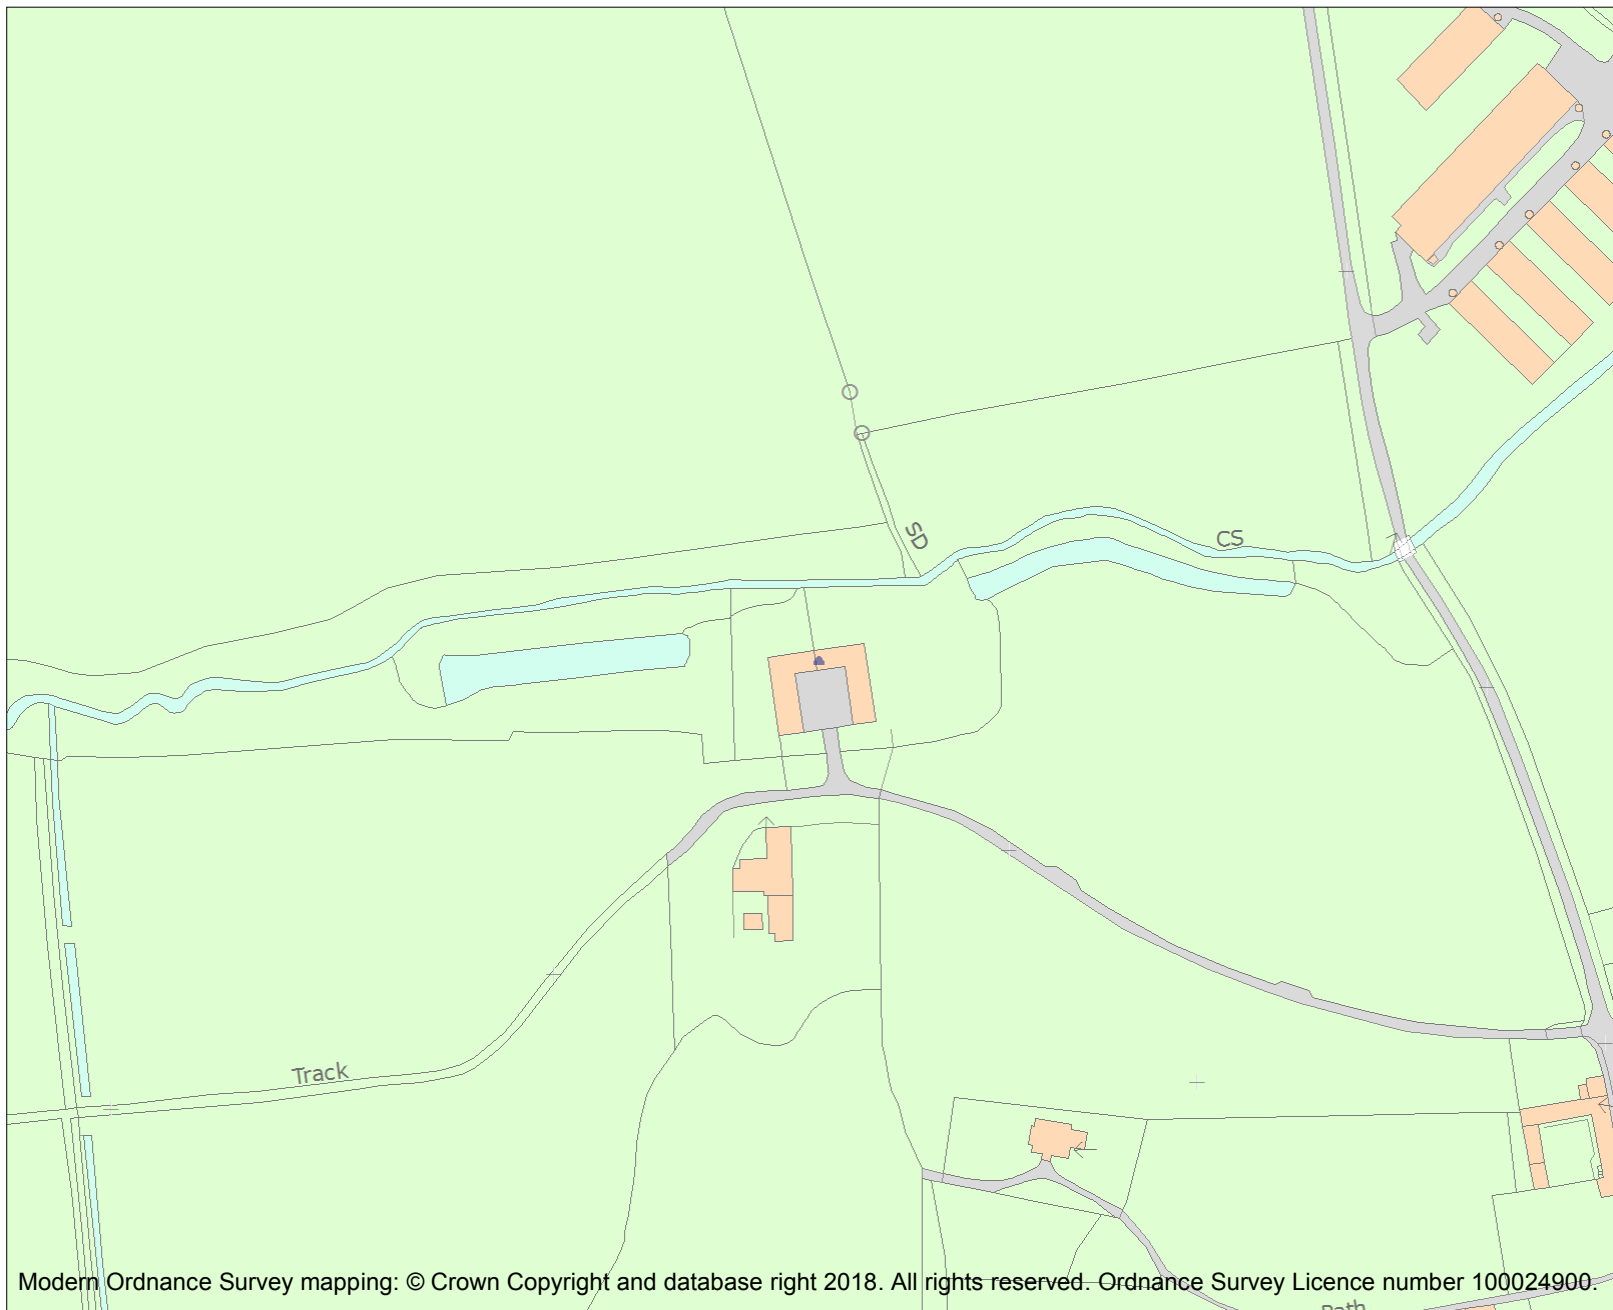 SD
CS
Track
Modern Ordnance Survey mapping: © Crown Copyright and database right 2018. All rights reserved. Ordnance Survey Licence number 100024900.
Path